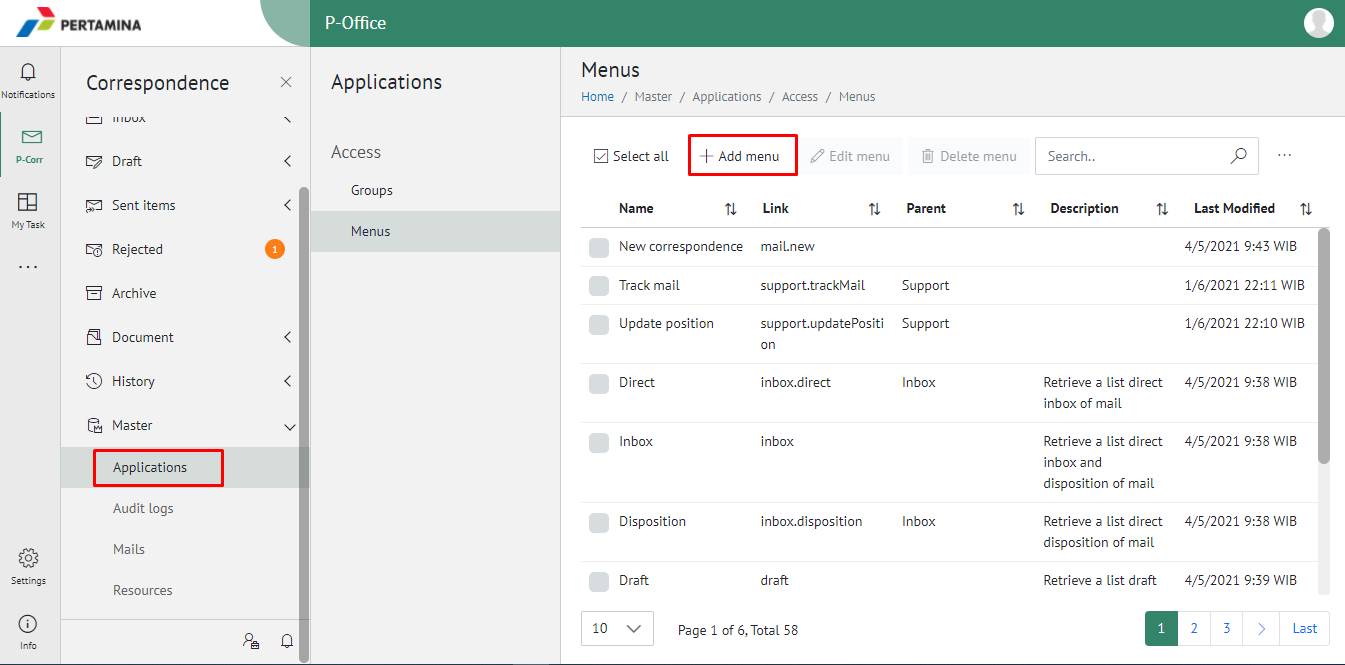 PERTAMINA
P-Office
Notifications
P-Corr
My Task
Settings
Info
Correspondence
Inbox
Draft
Sent items
Rejected 1
Archive
Document
History
Master
Applications
Audit logs
Mails
Resources
Applications
Access
Groups
Menus
Menus
Home / Master / Applications / Access / Menus
Select all
Add menu
Edit menu
Delete menu
Search..
Name Link Parent Description Last Modified
New correspondence mail.new 4/5/2021 9:43 WIB
Track mail support.trackMail Support 1/6/2021 22:11 WIB
Update position support.updatePositi Support 1/6/2021 22:10 WIB
on
Direct inbox.direct Inbox Retrieve a list direct 4/5/2021 9:38 WIB
inbox of mail
Inbox inbox Retrieve a list direct 4/5/2021 9:38 WIB
inbox and
disposition of mail
Disposition inbox.disposition Inbox Retrieve a list direct 4/5/2021 9:38 WIB
disposition of mail
Draft draft Retrieve a list draft 4/5/2021 9:39 WIB
10 Page 1 of 6, Total 58 1 2 3 > Last